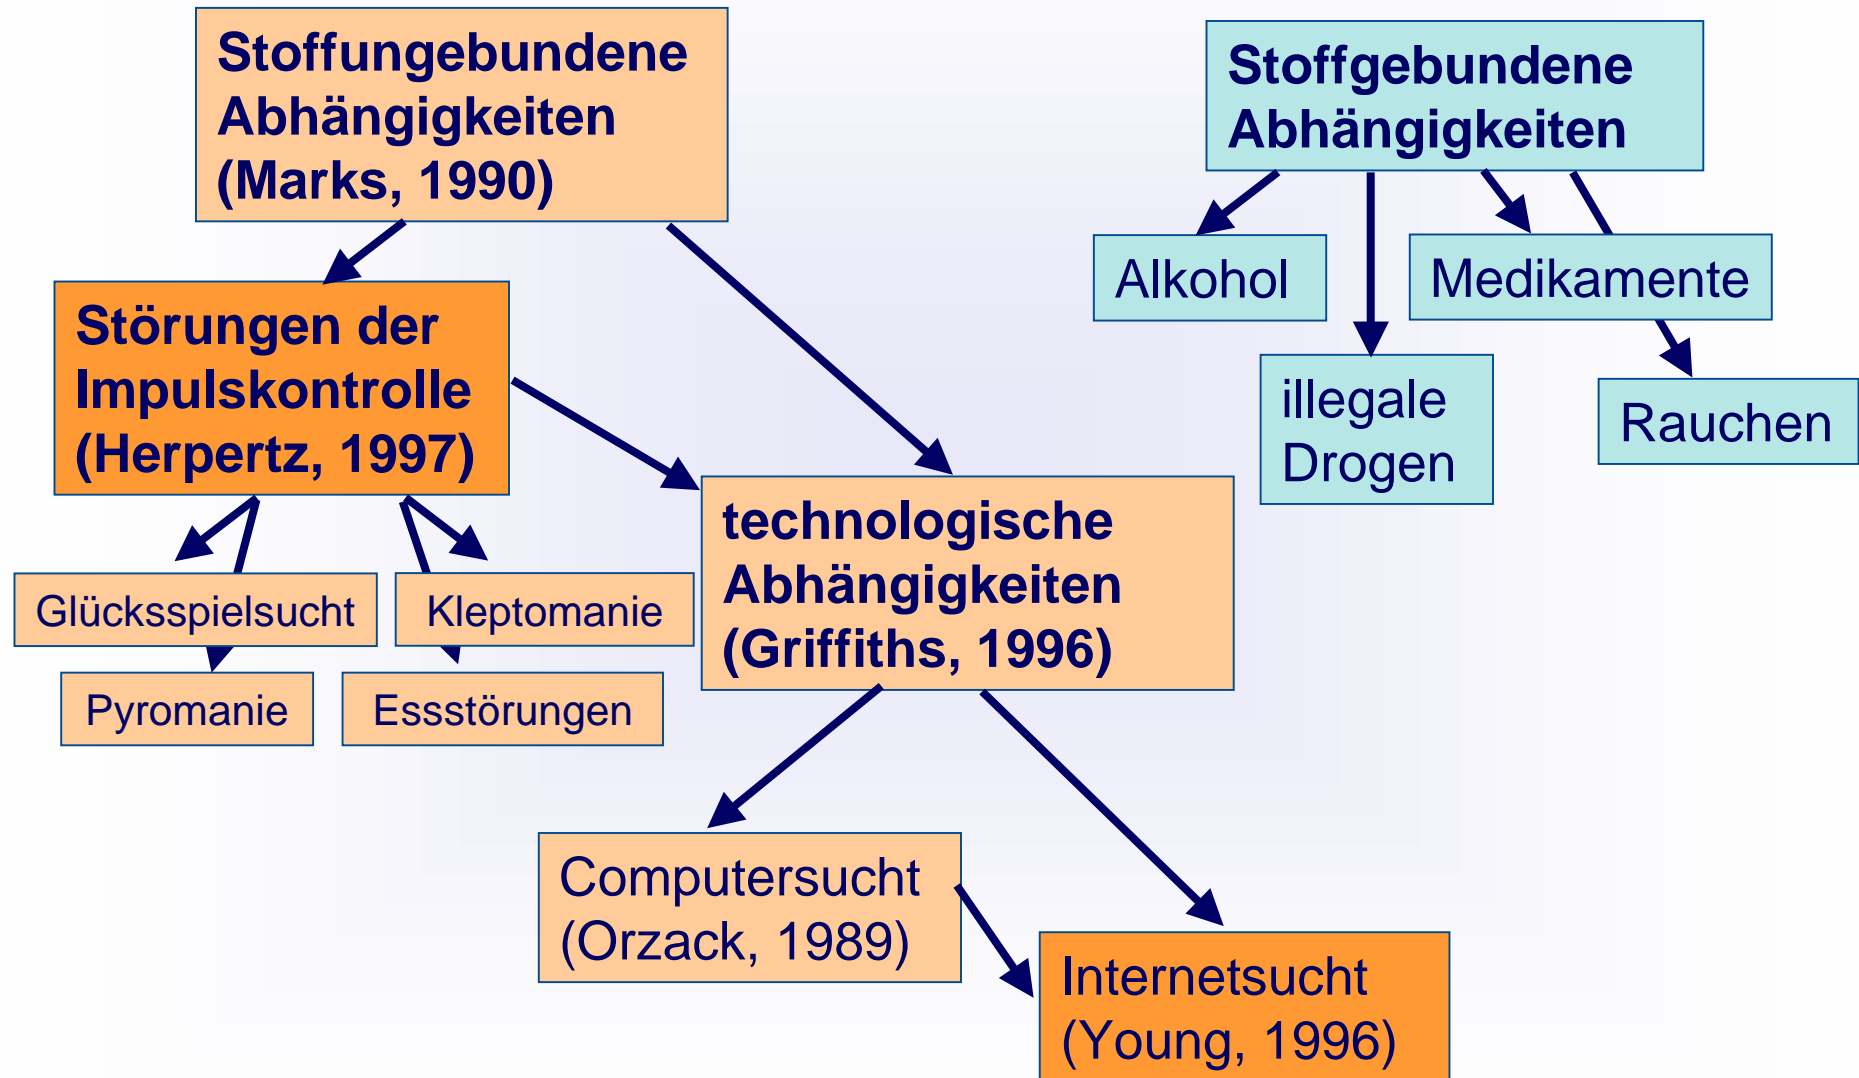 Stoffungebundene
Abhängigkeiten
(Marks, 1990)
Stoffgebundene
Abhängigkeiten
Alkohol
Medikamente
illegale
Drogen
Rauchen
Störungen der
Impulskontrolle
(Herpertz, 1997)
Glücksspielsucht
Kleptomanie
Pyromanie
Essstörungen
technologische
Abhängigkeiten
(Griffiths, 1996)
Computersucht
(Orzack, 1989)
Internetsucht
(Young, 1996)